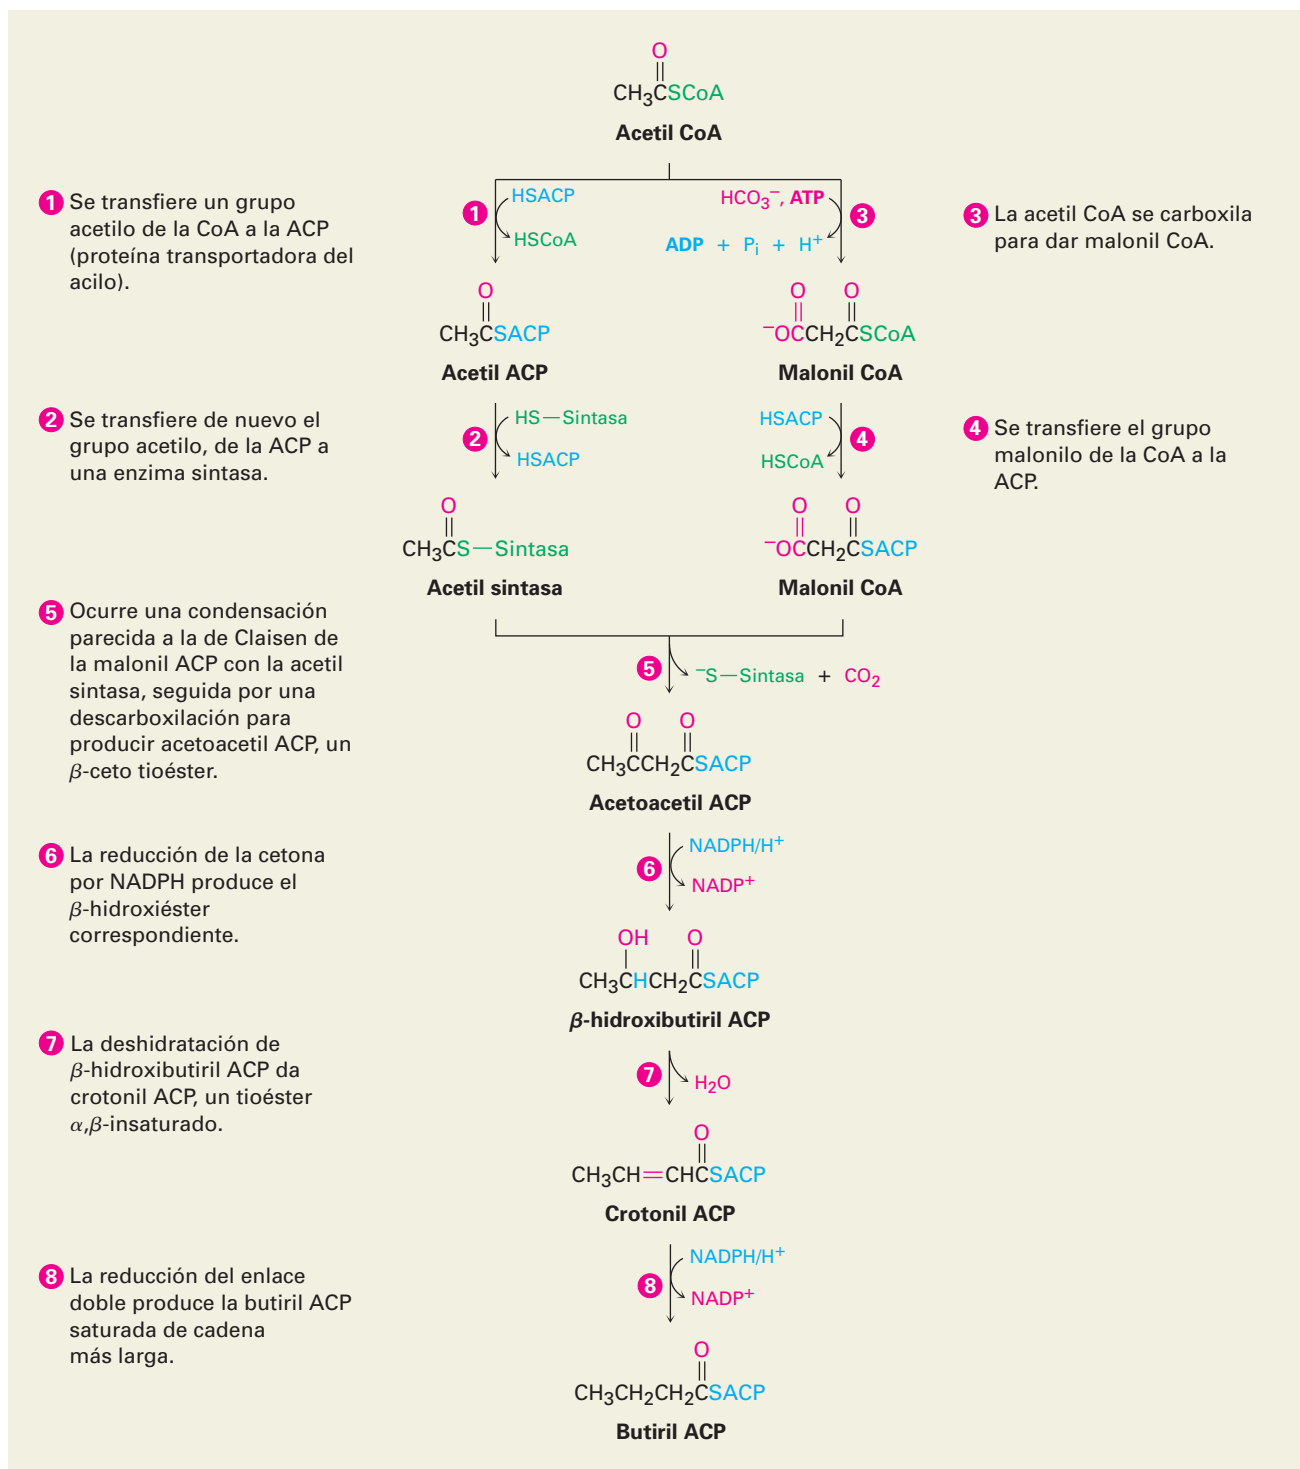 O
CH3CSCoA
Acetil CoA
1 Se transfiere un grupo
acetilo de la CoA a la ACP
(proteína transportadora del
acilo).
1
HSACP
HSCoA
HCO3–, ATP
ADP + Pi + H+
3
3 La acetil CoA se carboxila
para dar malonil CoA.
O
CH3CSACP
Acetil ACP
O O
–OCCH2CSCoA
Malonil CoA
2 Se transfiere de nuevo el
grupo acetilo, de la ACP a
una enzima sintasa.
2
HS—Sintasa
HSACP
HSACP
HSCoA
4
4 Se transfiere el grupo
malonilo de la CoA a la
ACP.
O
CH3CS—Sintasa
Acetil sintasa
O O
–OCCH2CSACP
Malonil CoA
5 Ocurre una condensación
parecida a la de Claisen de
la malonil ACP con la acetil
sintasa, seguida por una
descarboxilación para
producir acetoacetil ACP, un
β-ceto tioéster.
5
–S—Sintasa + CO2
O O
CH3CCH2CSACP
Acetoacetil ACP
6 La reducción de la cetona
por NADPH produce el
β-hidroxiéster
correspondiente.
6
NADPH/H+
NADP+
OH O
CH3CHCH2CSACP
β-hidroxibutiril ACP
7 La deshidratación de
β-hidroxibutiril ACP da
crotonil ACP, un tioéster
α,β-insaturado.
7
H2O
O
CH3CH=CHCSACP
Crotonil ACP
8 La reducción del enlace
doble produce la butiril ACP
saturada de cadena
más larga.
8
NADPH/H+
NADP+
O
CH3CH2CH2CSACP
Butiril ACP